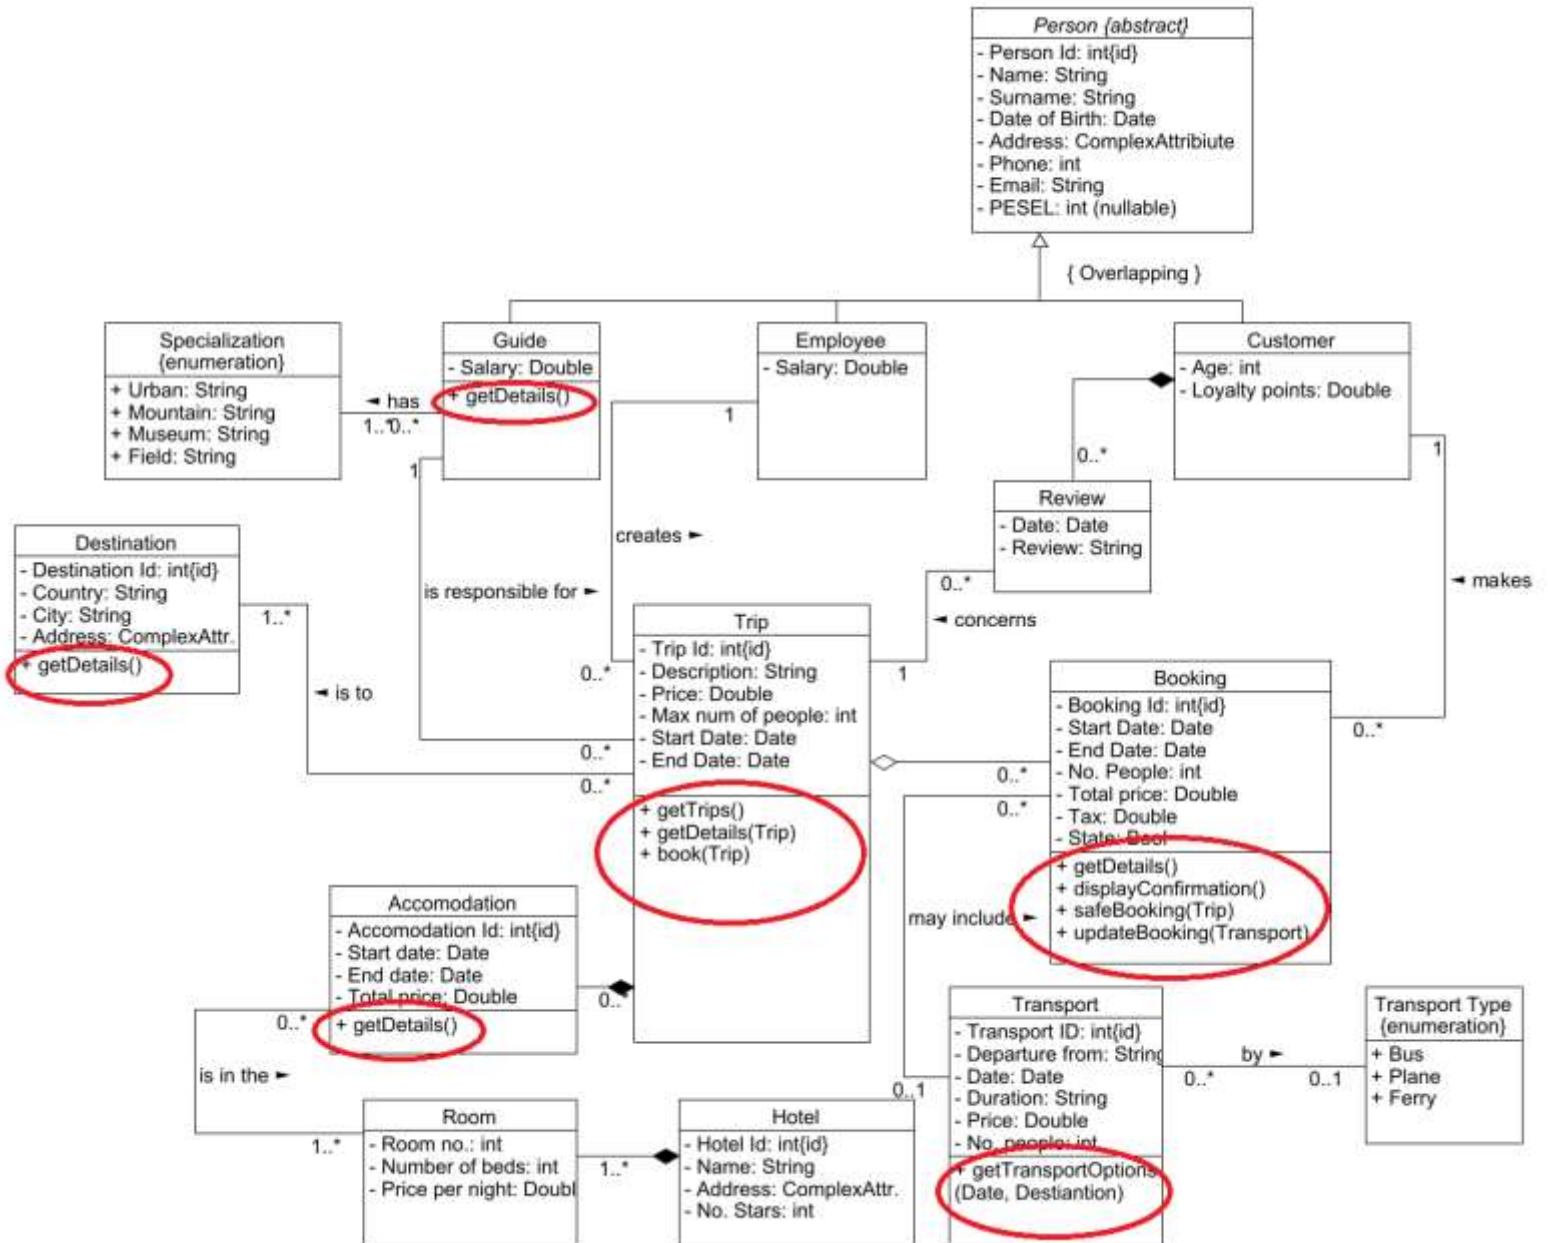 Person {abstract}
- Person Id: int{id}
- Name: String
- Surname: String
- Date of Birth: Date
- Address: ComplexAttribiute
- Phone: int
- Email: String
- PESEL: int (nullable)
{ Overlapping }
Specialization
{enumeration}
+ Urban: String
+ Mountain: String
+ Museum: String
+ Field: String
◄ has
1..*
0..*
Guide
- Salary: Double
+ getDetails()
1
Employee
- Salary: Double
1
Customer
- Age: int
- Loyalty points: Double
1
0..*
Review
- Date: Date
- Review: String
0..*
creates ►
is responsible for ►
◄ concerns
◄ makes
Destination
- Destination Id: int{id}
- Country: String
- City: String
- Address: ComplexAttr.
+ getDetails()
1..*
◄ is to
0..*
0..*
0..*
Trip
- Trip Id: int{id}
- Description: String
- Price: Double
- Max num of people: int
- Start Date: Date
- End Date: Date
+ getTrips()
+ getDetails(Trip)
+ book(Trip)
1
0..*
0..*
0..*
Booking
- Booking Id: int{id}
- Start Date: Date
- End Date: Date
- No. People: int
- Total price: Double
- Tax: Double
- State: Bool
+ getDetails()
+ displayConfirmation()
+ safeBooking(Trip)
+ updateBooking(Transport)
may include ►
Accomodation
- Accomodation Id: int{id}
- Start date: Date
- End date: Date
- Total price: Double
+ getDetails()
0..*
0..*
is in the ►
1..*
Room
- Room no.: int
- Number of beds: int
- Price per night: Doubl
1..*
Hotel
- Hotel Id: int{id}
- Name: String
- Address: ComplexAttr.
- No. Stars: int
0..1
Transport
- Transport ID: int{id}
- Departure from: String
- Date: Date
- Duration: String
- Price: Double
- No. people: int
+ getTransportOptions
(Date, Destiantion)
by ►
0..*
0..1
Transport Type
{enumeration}
+ Bus
+ Plane
+ Ferry